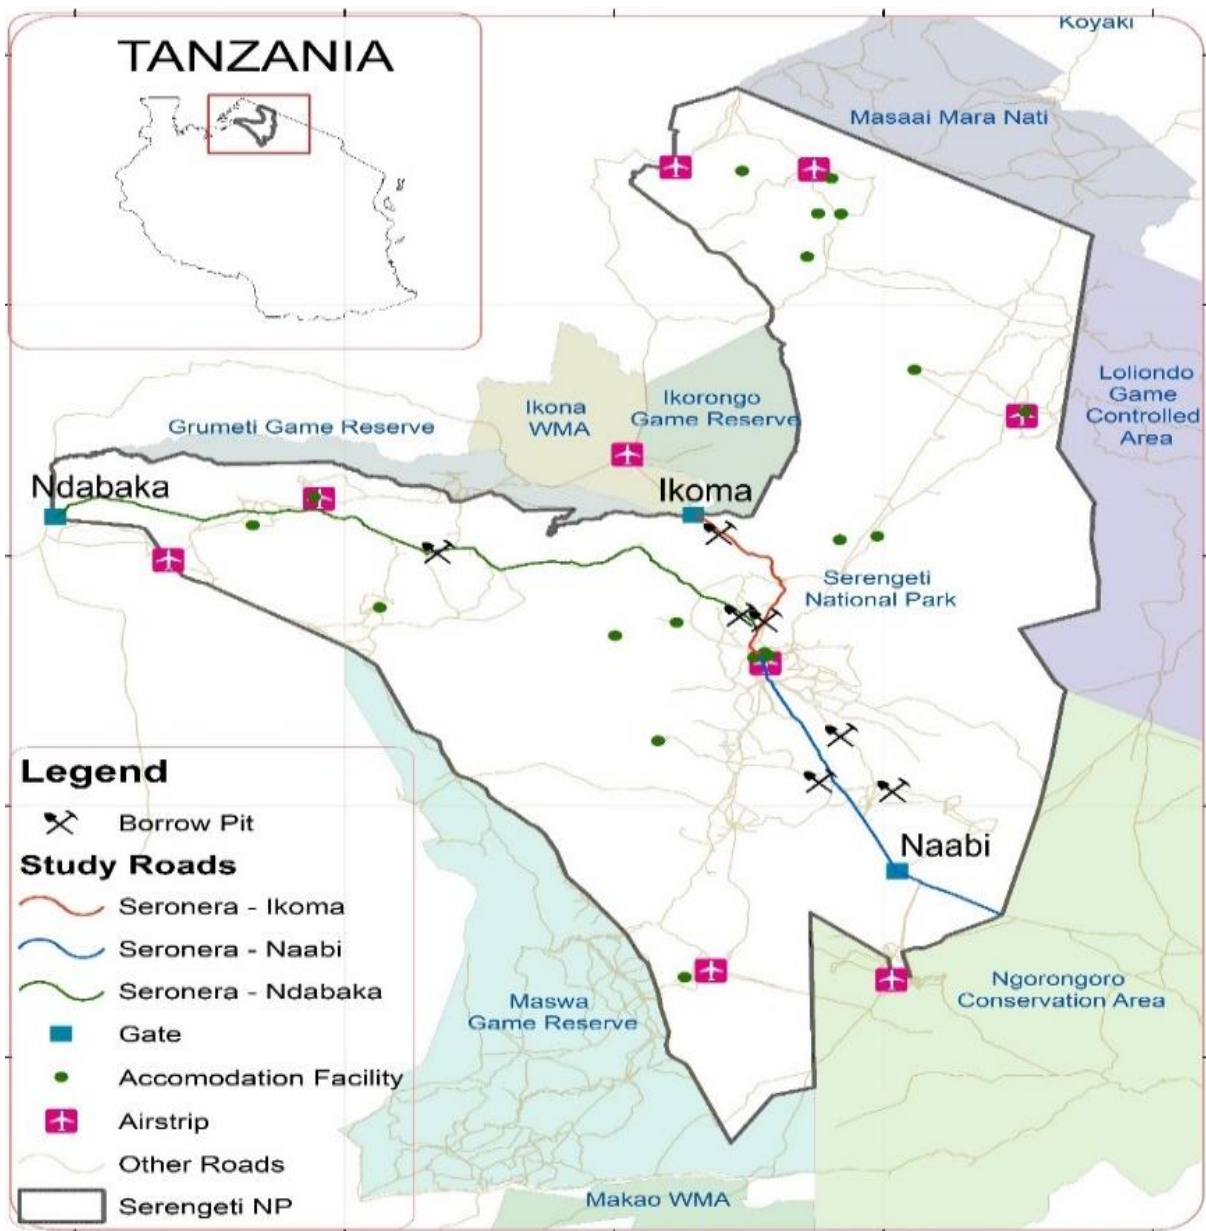 TANZANIA
Koyaki
Masaai Mara Nati
Loliondo
Game
Controlled
Area
Ikona
WMA
Ikorongo
Game Reserve
Grumeti Game Reserve
Ndabaka
Ikoma
Serengeti
National Park
Naabi
Ngorongoro
Conservation Area
Maswa
Game Reserve
Makao WMA
Legend
Borrow Pit
Study Roads
Seronera - Ikoma
Seronera - Naabi
Seronera - Ndabaka
Gate
Accomodation Facility
Airstrip
Other Roads
Serengeti NP